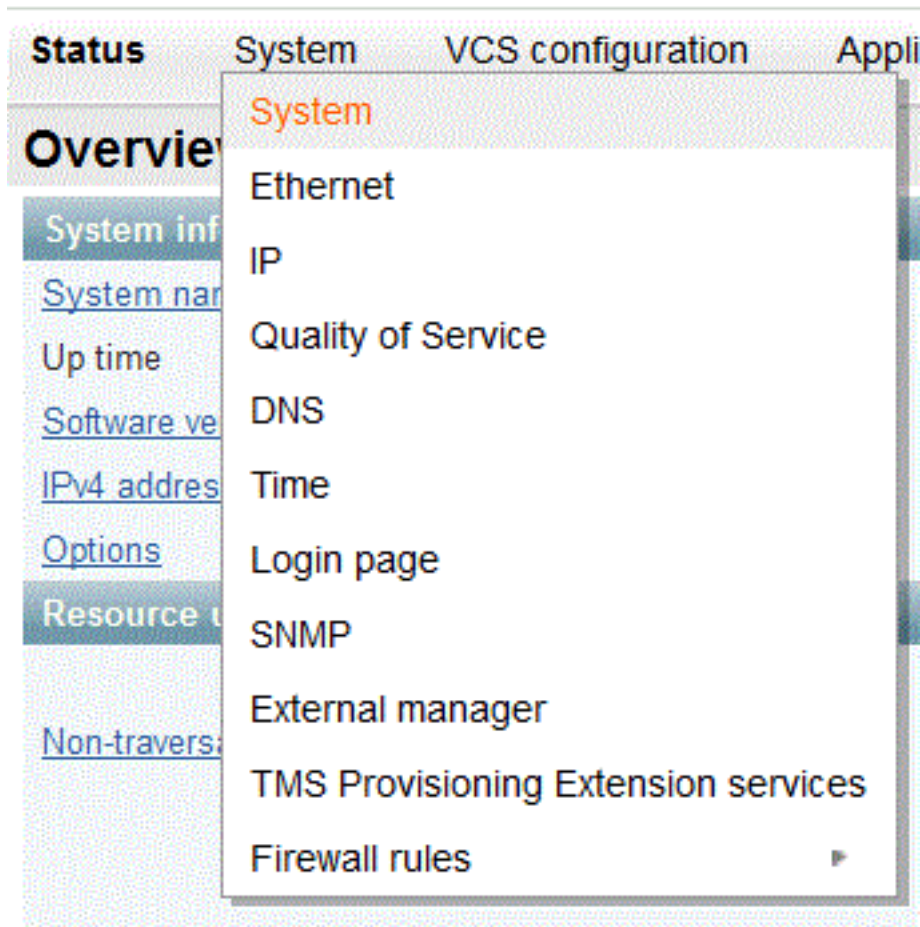 Status System VCS configuration Appli
System
Overvie
Ethernet
System inf
IP
System nar
Quality of Service
Up time
DNS
Software ve
Time
IPv4 addres
Login page
Options
SNMP
Resource u
External manager
Non-travers
TMS Provisioning Extension services
Firewall rules